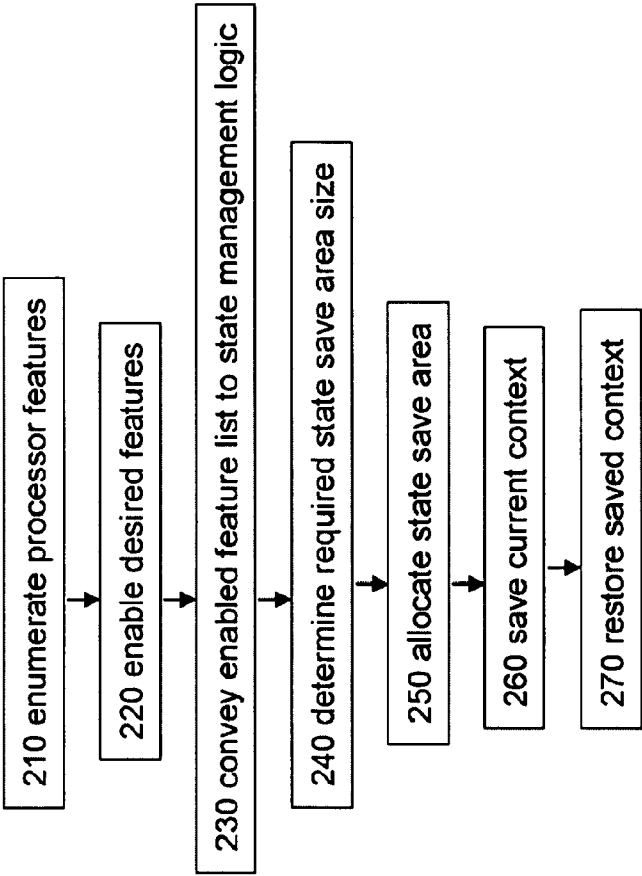 210 enumerate processor features
220 enable desired features
230 convey enabled feature list to state management logic
240 determine required state save area size
250 allocate state save area
260 save current context
270 restore saved context